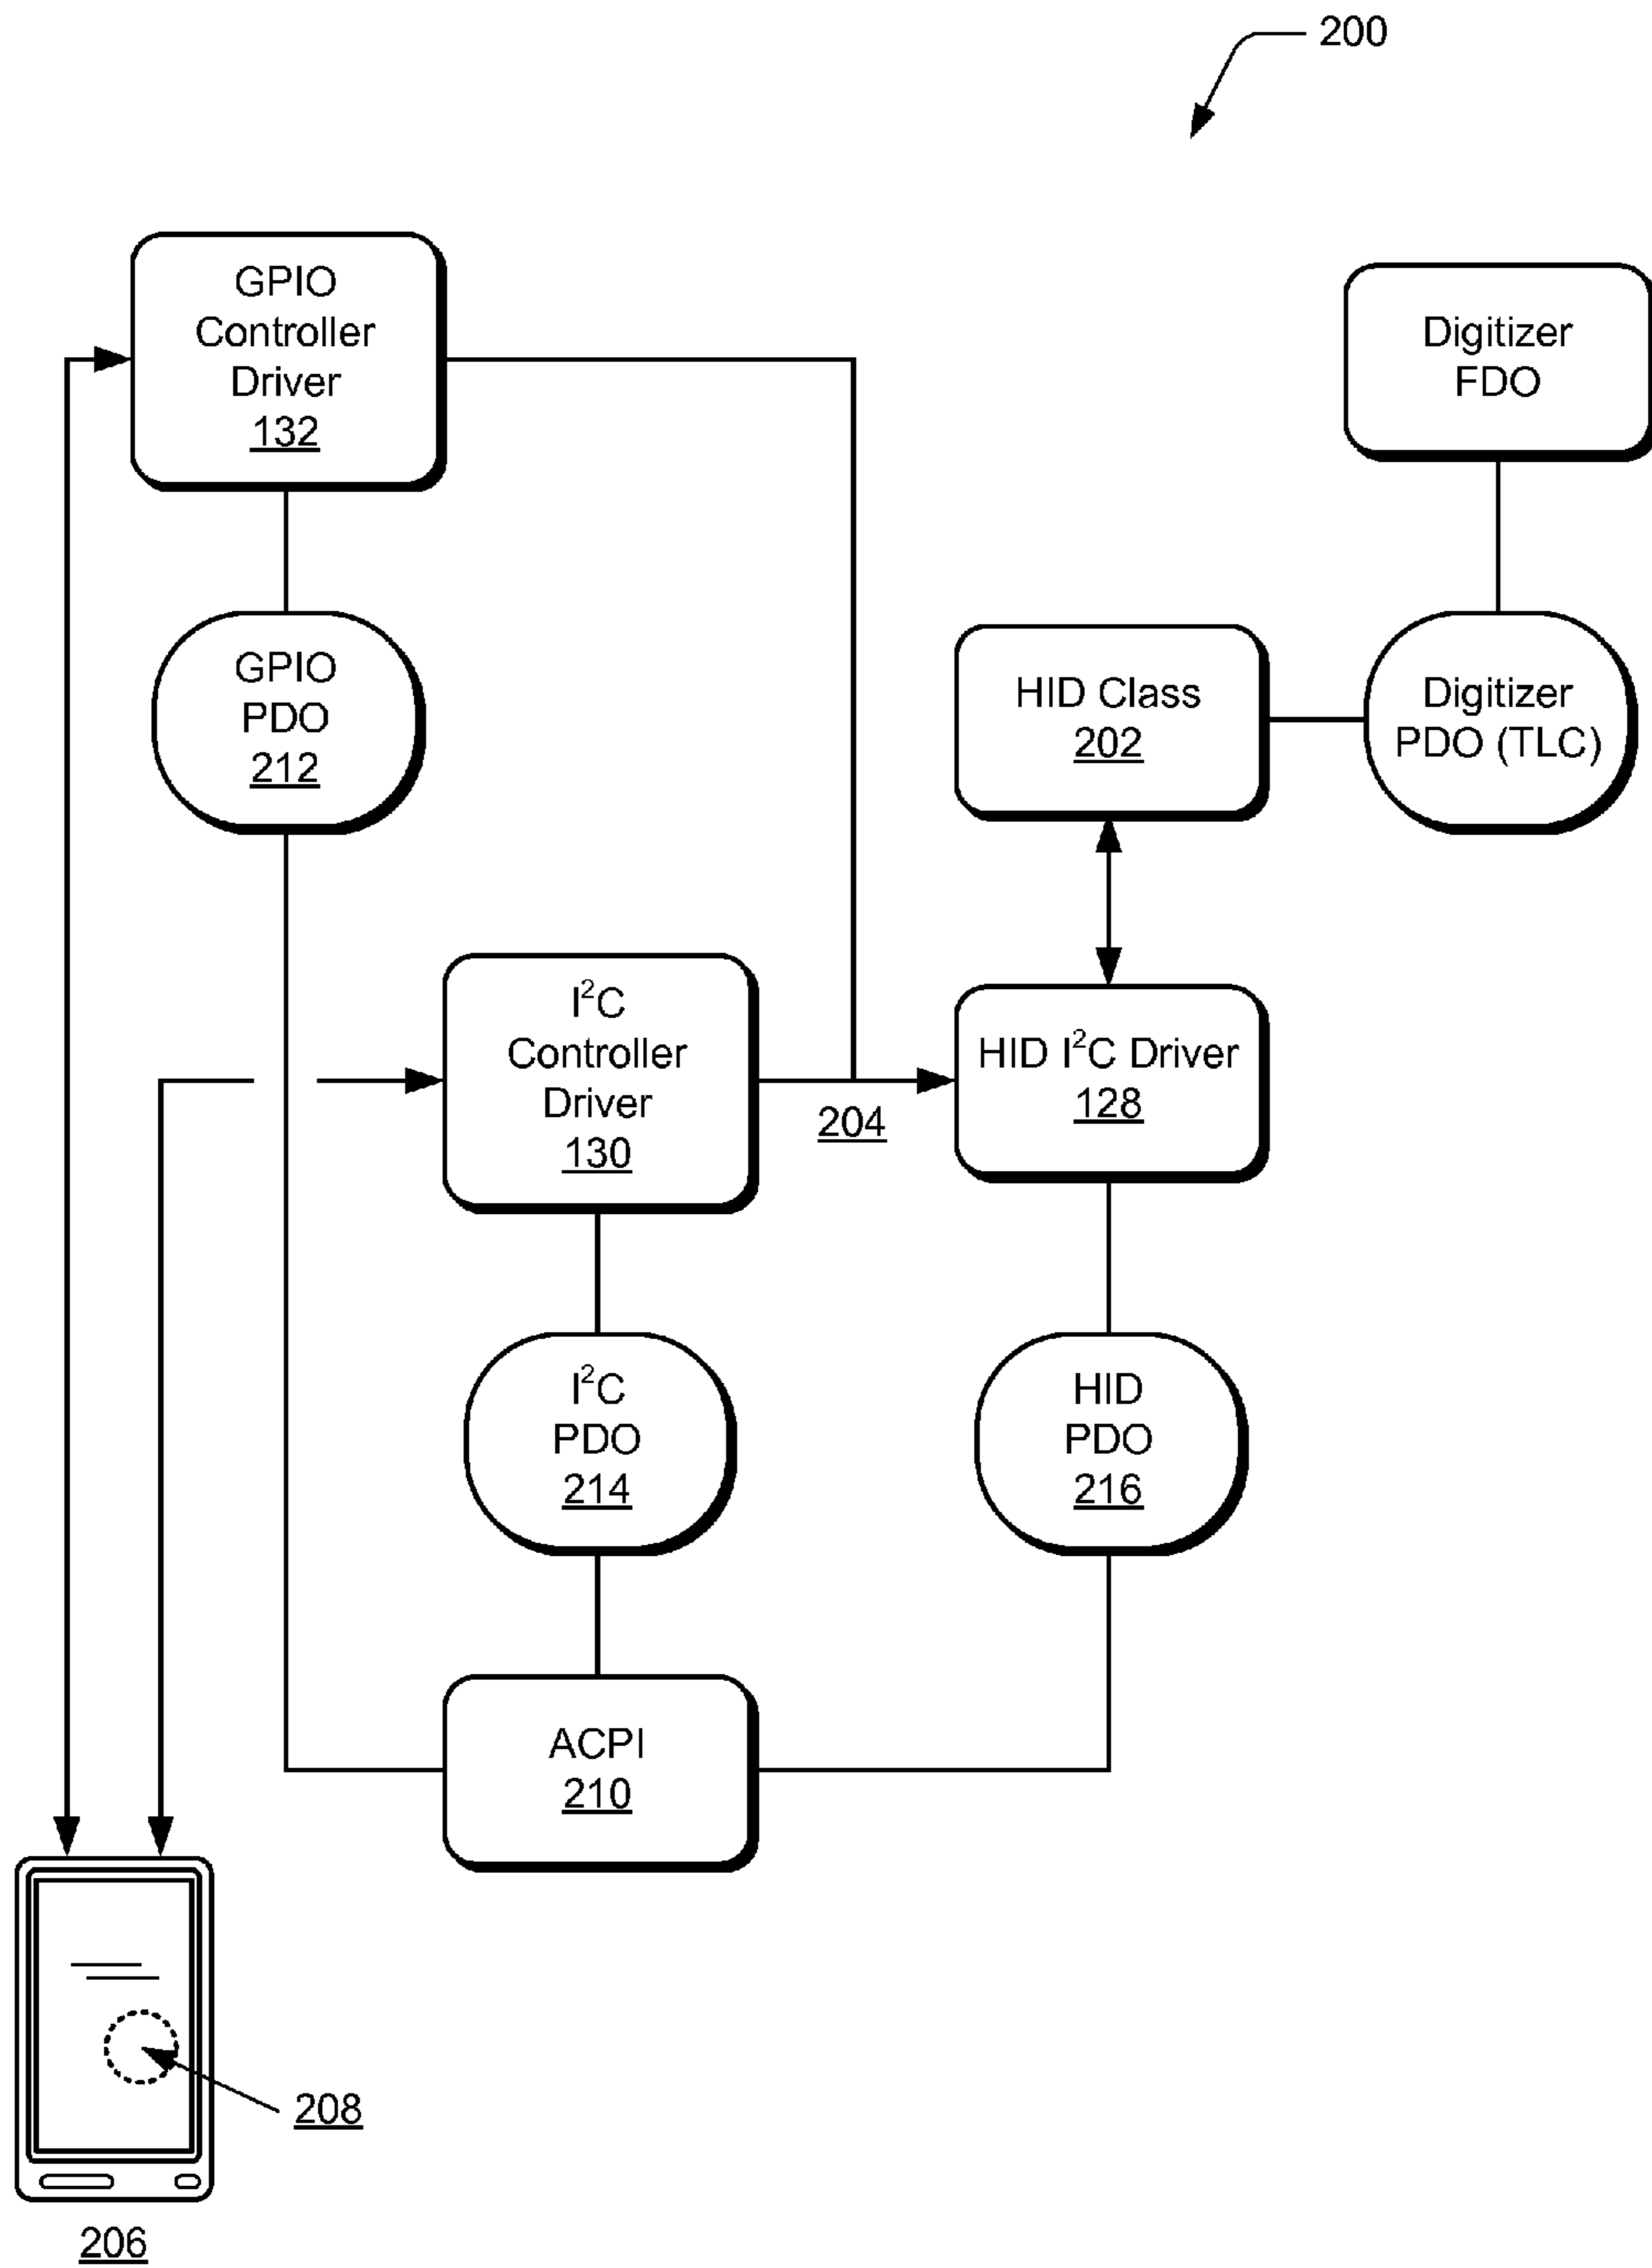 200
GPIO
Controller
Driver
132
Digitizer
FDO
GPIO
PDO
212
HID Class
202
Digitizer
PDO (TLC)
I²C
Controller
Driver
130
204
HID I²C Driver
128
I²C
PDO
214
HID
PDO
216
ACPI
210
208
206